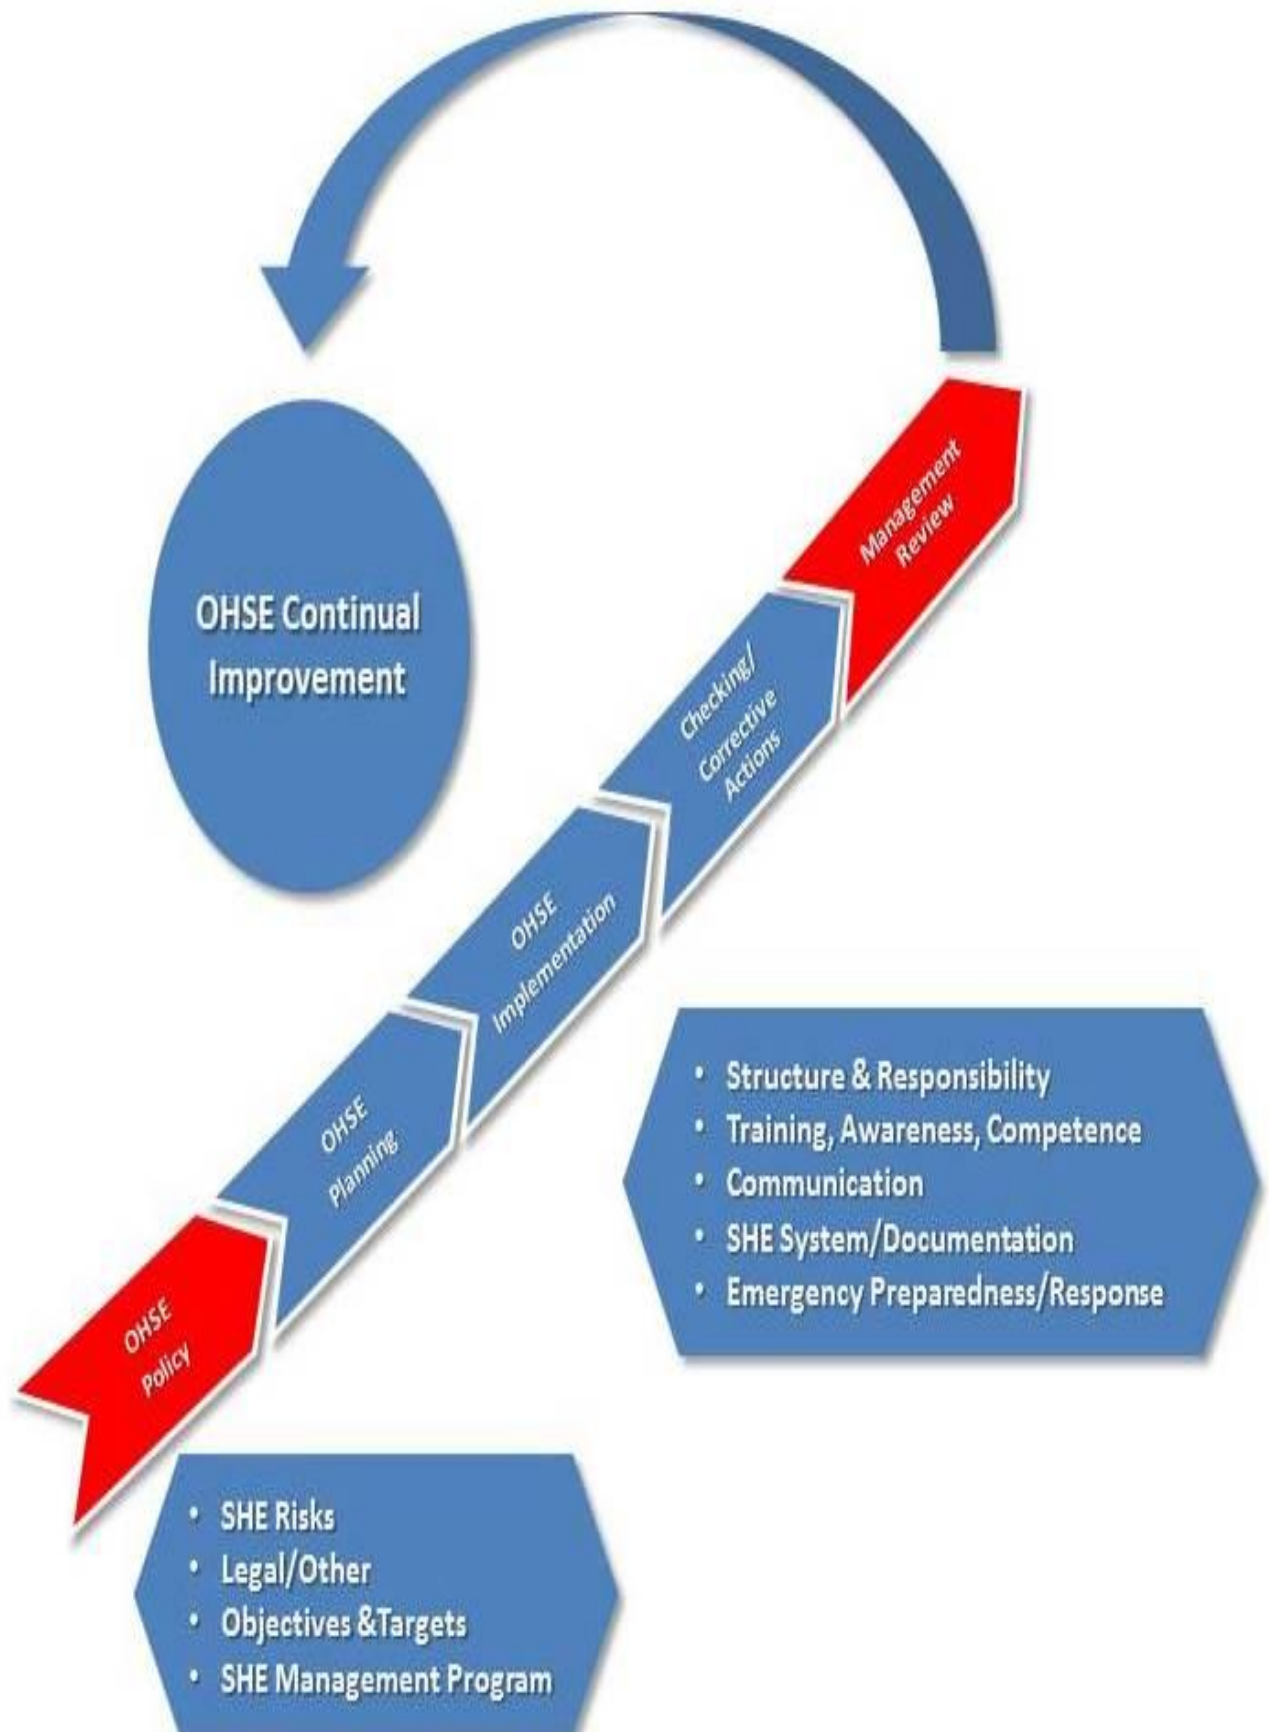 OHSE Continual
Improvement
Management
Review
Checking/
Corrective
Actions
OHSE
Implementation
OHSE
Planning
OHSE
Policy
• Structure & Responsibility
• Training, Awareness, Competence
• Communication
• SHE System/Documentation
• Emergency Preparedness/Response
• SHE Risks
• Legal/Other
• Objectives &Targets
• SHE Management Program